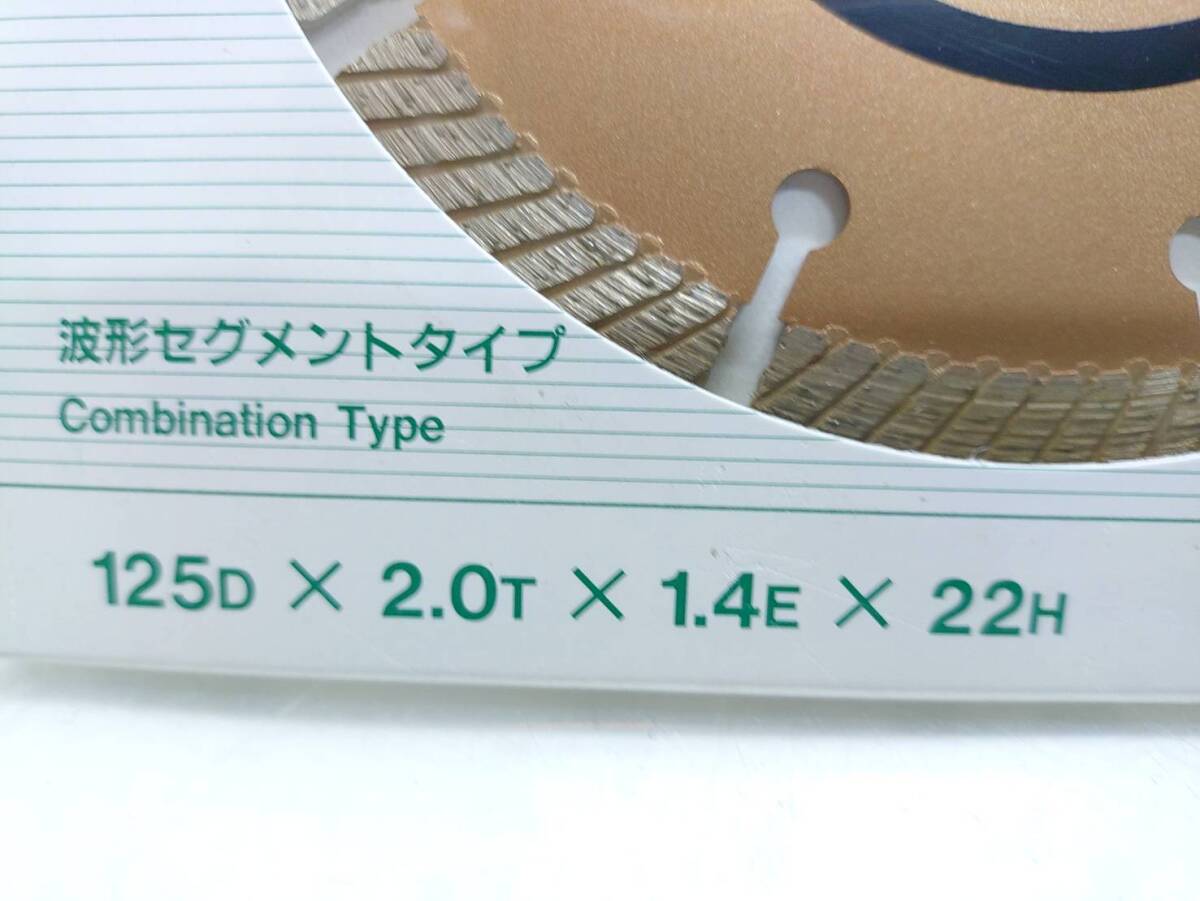 波形セグメントタイプ
Combination Type
125D × 2.0T × 1.4E × 22H